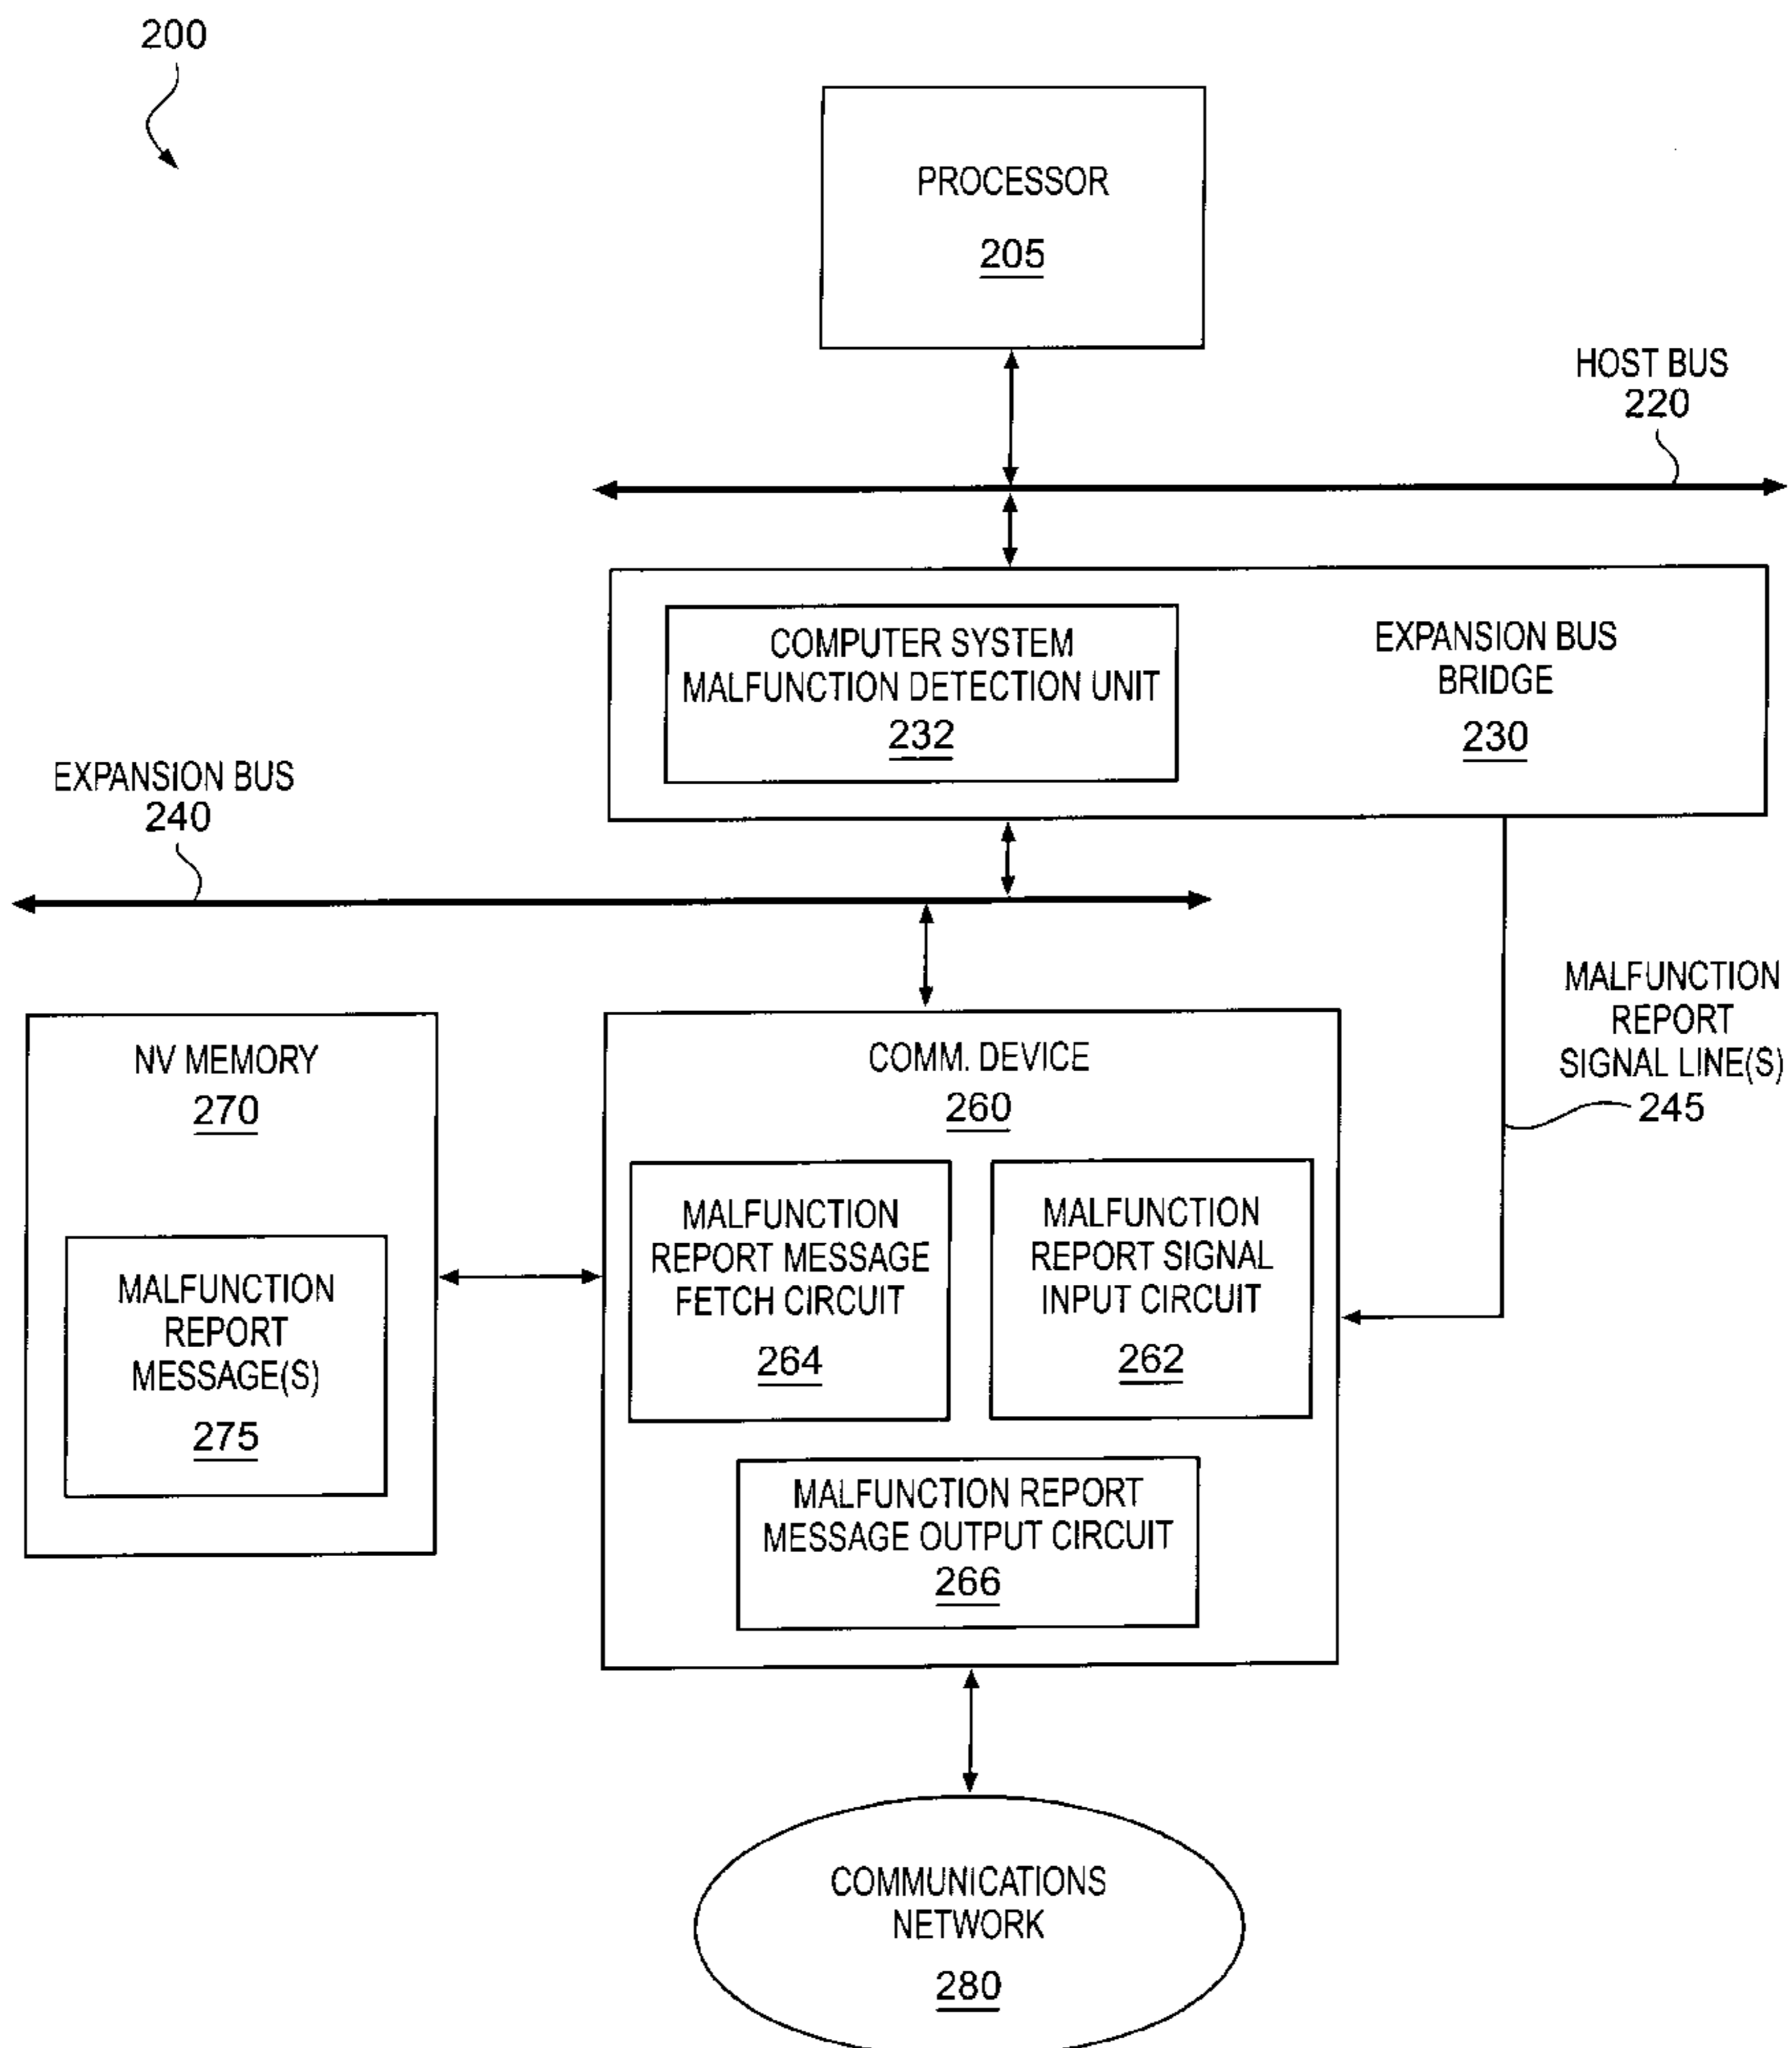 200
PROCESSOR
205
HOST BUS
220
COMPUTER SYSTEM
MALFUNCTION DETECTION UNIT
232
EXPANSION BUS
BRIDGE
230
EXPANSION BUS
240
MALFUNCTION
REPORT
SIGNAL LINE(S)
245
NV MEMORY
270
MALFUNCTION
REPORT
MESSAGE(S)
275
COMM. DEVICE
260
MALFUNCTION
REPORT MESSAGE
FETCH CIRCUIT
264
MALFUNCTION
REPORT SIGNAL
INPUT CIRCUIT
262
MALFUNCTION REPORT
MESSAGE OUTPUT CIRCUIT
266
COMMUNICATIONS
NETWORK
280